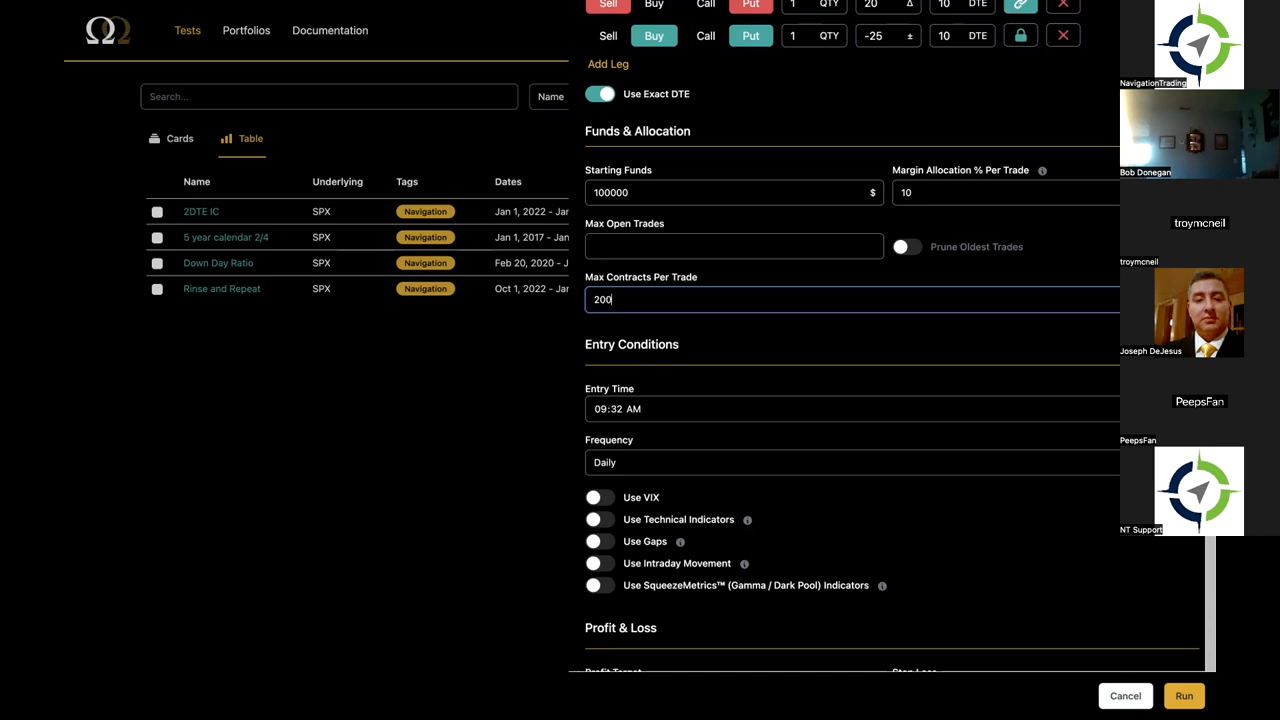 Sell Buy Call Put 1 QTY 20 Δ 10 DTE
Sell Buy Call Put 1 QTY -25 ± 10 DTE
Add Leg
Use Exact DTE
Tests Portfolios Documentation
Search...
Name
Cards Table
Name Underlying Tags Dates
2DTE IC SPX Navigation Jan 1, 2022 - Jan
5 year calendar 2/4 SPX Navigation Jan 1, 2017 - Jan
Down Day Ratio SPX Navigation Feb 20, 2020 - J
Rinse and Repeat SPX Navigation Oct 1, 2022 - Jan
Funds & Allocation
Starting Funds Margin Allocation % Per Trade
100000 $ 10
Max Open Trades
Prune Oldest Trades
Max Contracts Per Trade
200
Entry Conditions
Entry Time
09:32 AM
Frequency
Daily
Use VIX
Use Technical Indicators
Use Gaps
Use Intraday Movement
Use SqueezeMetrics™ (Gamma / Dark Pool) Indicators
Profit & Loss
Profit Target Stop Loss
Cancel Run
NavigationTrading
Bob Donegan
troymcneil
troymcneil
Joseph DeJesus
PeepsFan
PeepsFan
NT Support